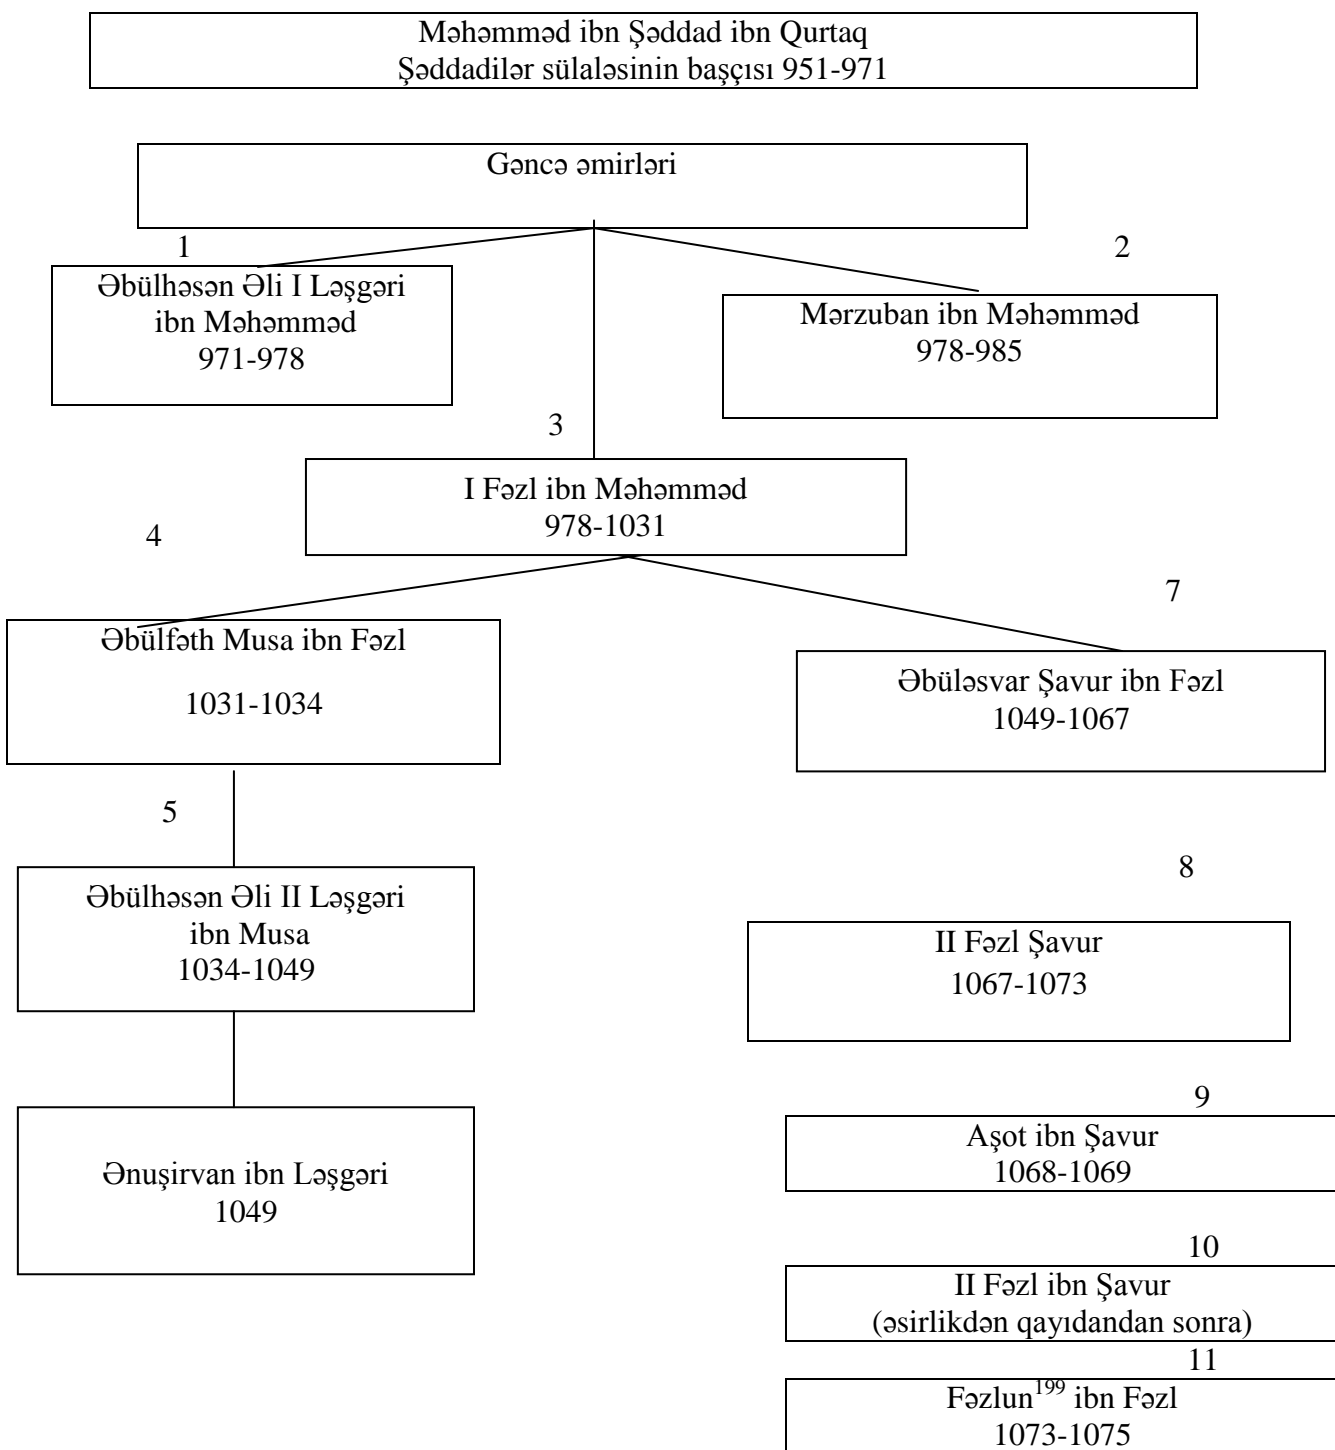 Məhəmməd ibn Şəddad ibn Qurtaq
Şəddadilər sülaləsinin başçısı 951-971
Gəncə əmirləri
1
Əbülhəsən Əli I Ləşgəri
ibn Məhəmməd
971-978
2
Mərzuban ibn Məhəmməd
978-985
3
I Fəzl ibn Məhəmməd
978-1031
4
Əbülfəth Musa ibn Fəzl
1031-1034
7
Əbüləsvar Şavur ibn Fəzl
1049-1067
5
Əbülhəsən Əli II Ləşgəri
ibn Musa
1034-1049
8
II Fəzl Şavur
1067-1073
Ənuşirvan ibn Ləşgəri
1049
9
Aşot ibn Şavur
1068-1069
10
II Fəzl ibn Şavur
(əsirlikdən qayıdandan sonra)
11
Fəzlun199 ibn Fəzl
1073-1075